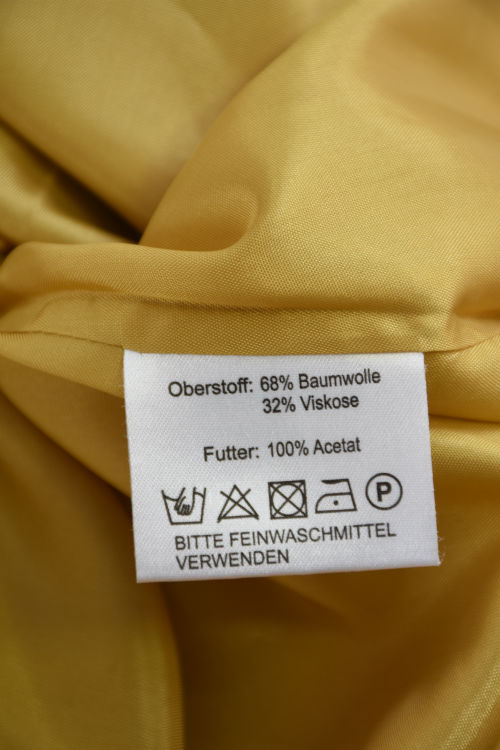 Oberstoff: 68% Baumwolle
32% Viskose
Futter: 100% Acetat
P
BITTE FEINWASCHMITTEL
VERWENDEN